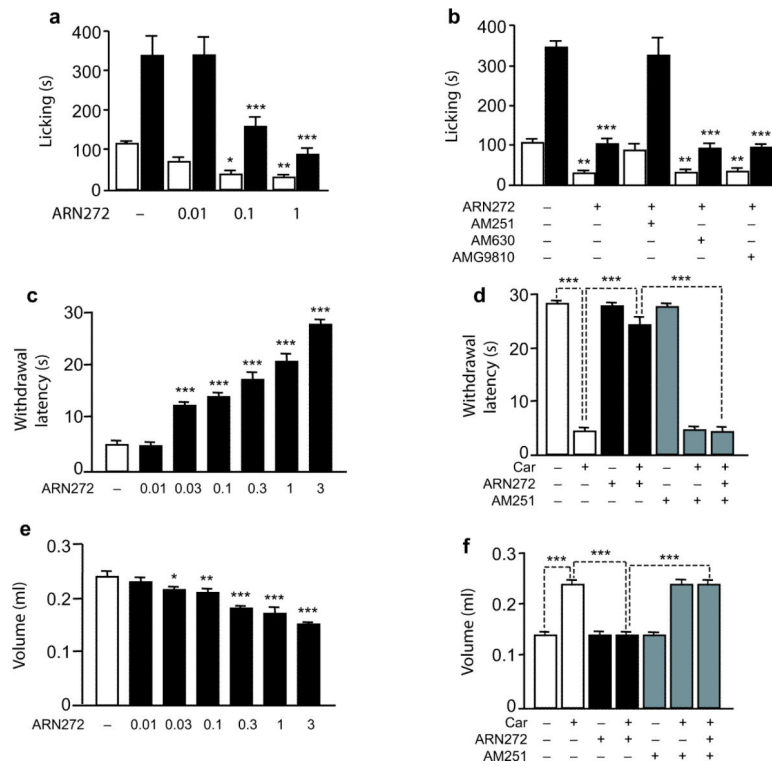 a
Licking (s)
400
300
200
100
0
* *** ** ***
ARN272 – 0.01 0.1 1
b
Licking (s)
400
300
200
100
0
** *** ** *** ** ***
ARN272 – + + + +
AM251 – – + – –
AM630 – – – + –
AMG9810 – – – – +
c
Withdrawal
latency (s)
30
20
10
0
*** *** *** *** ***
ARN272 – 0.01 0.03 0.1 0.3 1 3
d
Withdrawal
latency (s)
30
20
10
0
*** *** ***
Car – + – + – + +
ARN272 – – + + – – +
AM251 – – – – + + +
e
Volume (ml)
0.3
0.2
0.1
0
* ** *** *** ***
ARN272 – 0.01 0.03 0.1 0.3 1 3
f
Volume (ml)
0.3
0.2
0.1
0
*** *** ***
Car – + – + – + +
ARN272 – – + + – – +
AM251 – – – – + + +